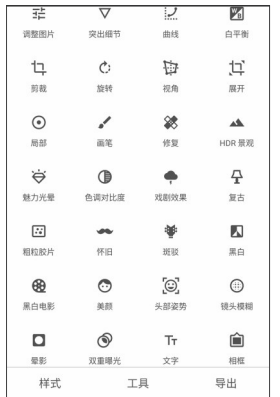 调整图片 突出细节 曲线 白平衡
剪裁 旋转 视角 展开
局部 画笔 修复 HDR 景观
魅力光晕 色调对比度 戏剧效果 复古
粗粒胶片 怀旧 斑驳 黑白
黑白电影 美颜 头部姿势 镜头模糊
晕影 双重曝光 文字 相框
样式 工具 导出